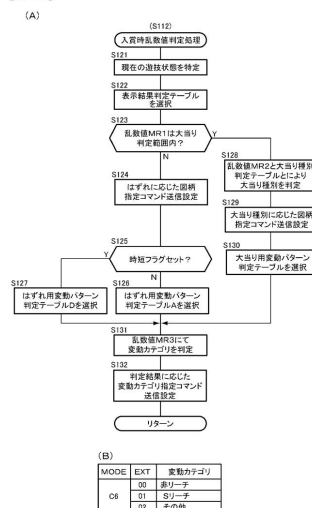 (A)
(S112)
入賞時乱数値判定処理
S121
現在の遊技状態を特定
S122
表示結果判定テーブル
を選択
S123
乱数値MR1は大当り
判定範囲内?
Y
N
S124
はずれに応じた図柄
指定コマンド送信設定
S128
乱数値MR2と大当り種別
判定テーブルとにより
大当り種別を判定
S129
大当り種別に応じた図柄
指定コマンド送信設定
S125
時短フラグセット?
Y
N
S130
大当り用変動パターン
判定テーブルを選択
S127
はずれ用変動パターン
判定テーブルDを選択
S126
はずれ用変動パターン
判定テーブルAを選択
S131
乱数値MR3にて
変動カテゴリを判定
S132
判定結果に応じた
変動カテゴリ指定コマンド
送信設定
リターン
(B)
MODE EXT 変動カテゴリ
C6
00 非リーチ
01 Sリーチ
02 その他